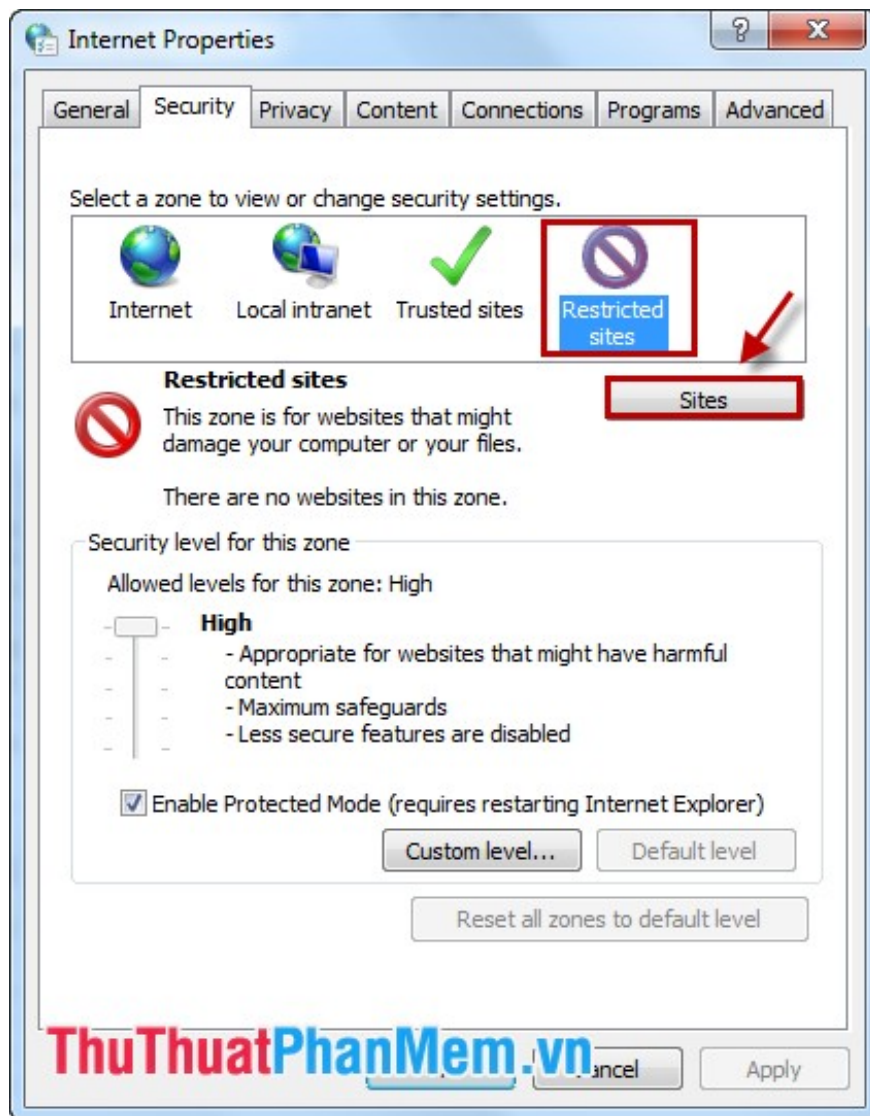 Internet Properties
General Security Privacy Content Connections Programs Advanced
Select a zone to view or change security settings.
Internet Local intranet Trusted sites Restricted
sites
Restricted sites
Sites
This zone is for websites that might
damage your computer or your files.
There are no websites in this zone.
Security level for this zone
Allowed levels for this zone: High
High
- Appropriate for websites that might have harmful
content
- Maximum safeguards
- Less secure features are disabled
Enable Protected Mode (requires restarting Internet Explorer)
Custom level... Default level
Reset all zones to default level
ThuThuatPhanMem.vn
Apply